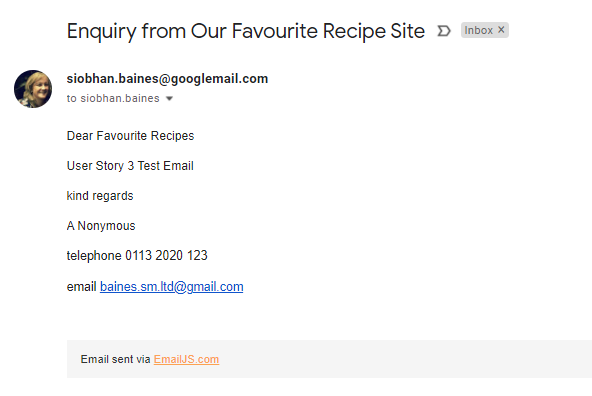 Enquiry from Our Favourite Recipe Site Inbox ×
siobhan.baines@googlemail.com
to siobhan.baines
Dear Favourite Recipes
User Story 3 Test Email
kind regards
A Nonymous
telephone 0113 2020 123
email baines.sm.ltd@gmail.com
Email sent via EmailJS.com